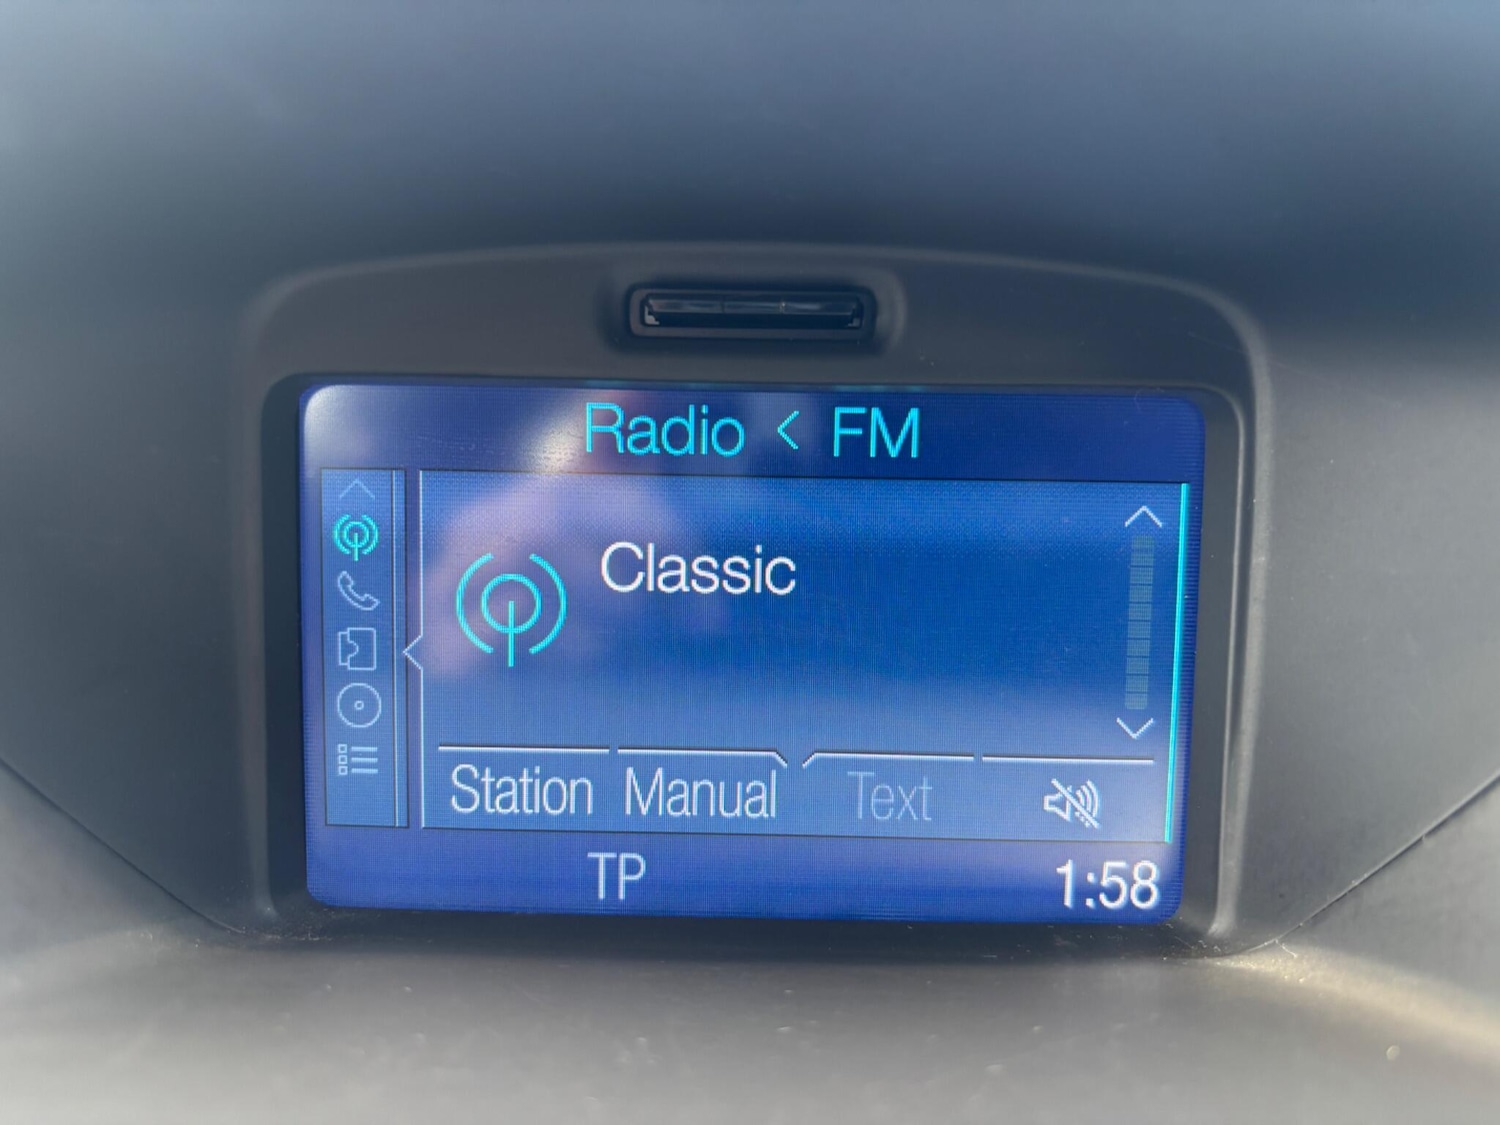 Radio < FM
Classic
Station Manual Text
TP 1:58